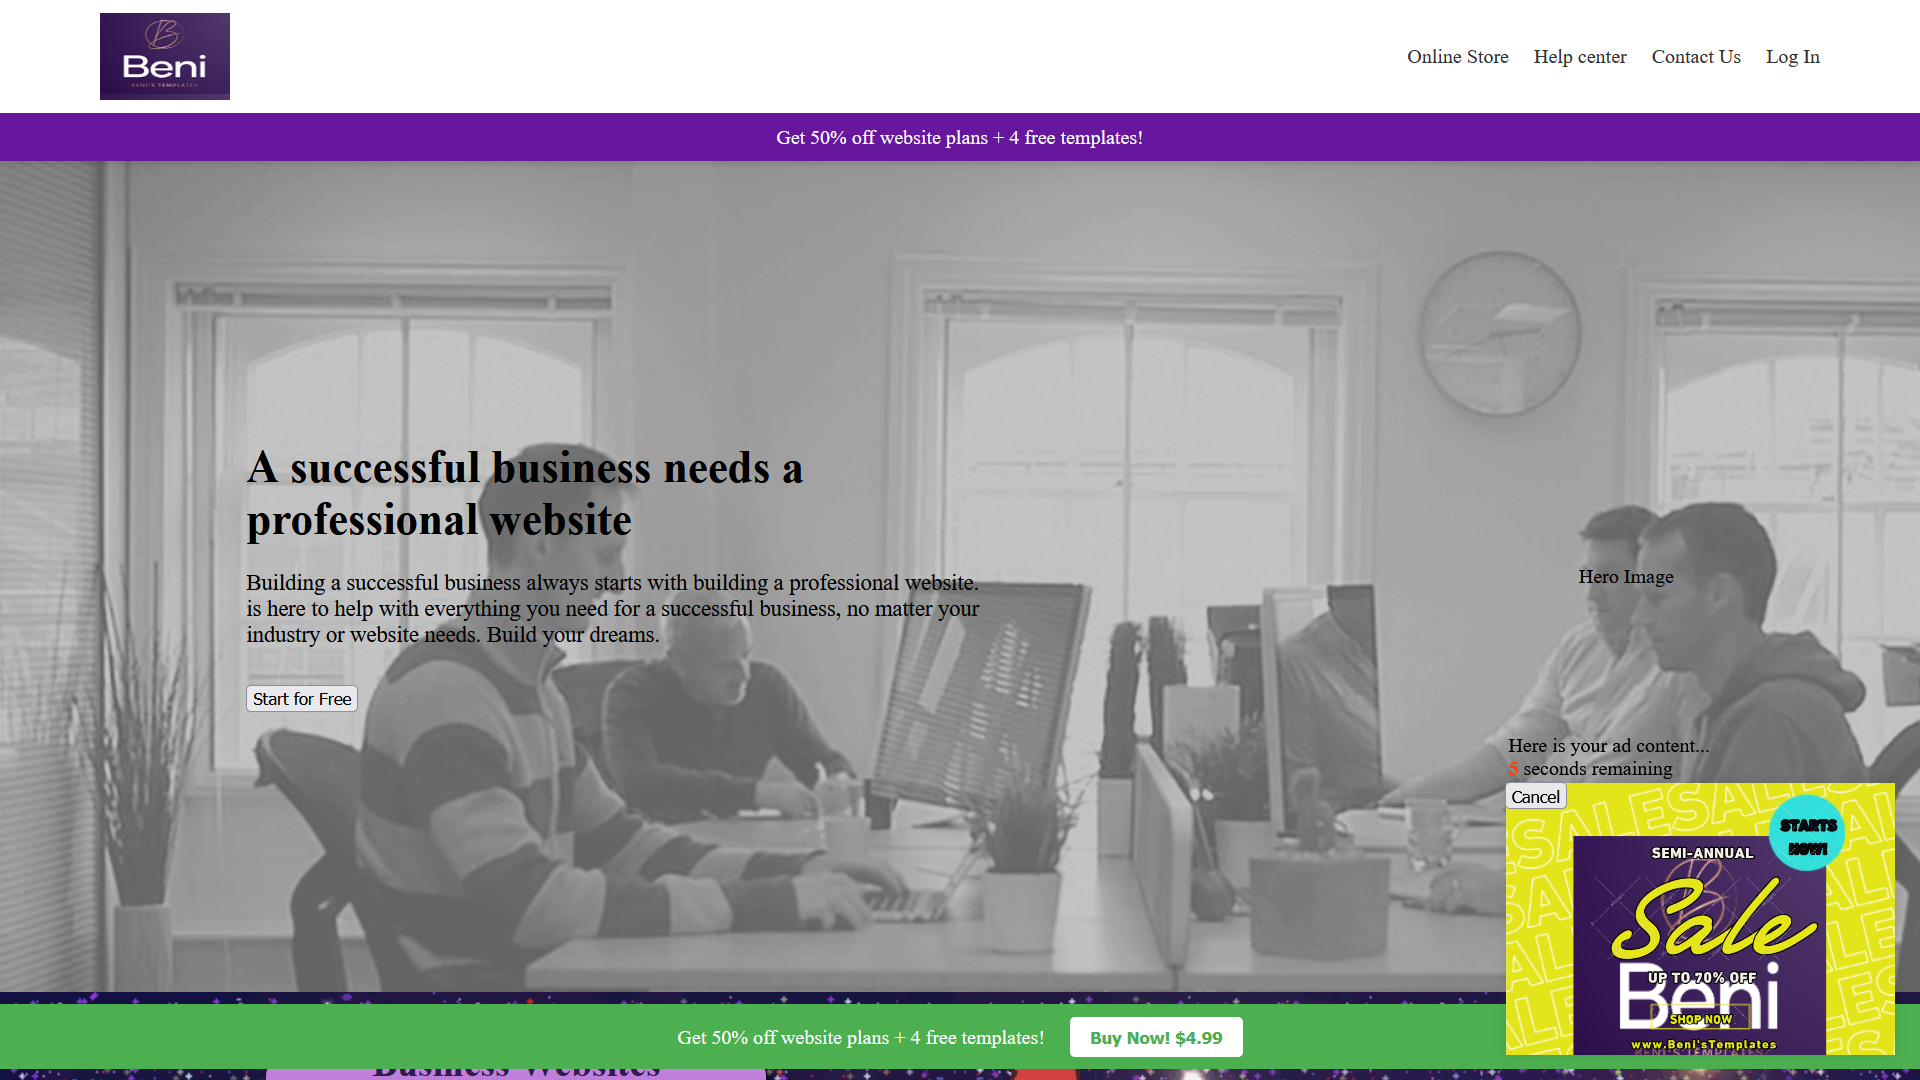 Beni
BENI'S TEMPLATES
Online Store
Help center
Contact Us
Log In
Get 50% off website plans + 4 free templates!
A successful business needs a
professional website
Building a successful business always starts with building a professional website.
is here to help with everything you need for a successful business, no matter your
industry or website needs. Build your dreams.
Start for Free
Hero Image
Here is your ad content...
5 seconds remaining
Cancel
STARTS
NOW!
SEMI-ANNUAL
Sale
UP TO 70% OFF
Beni
SHOP NOW
www.Beni'sTemplates
BENI'S TEMPLATES
Get 50% off website plans + 4 free templates!
Buy Now! $4.99
Business Websites